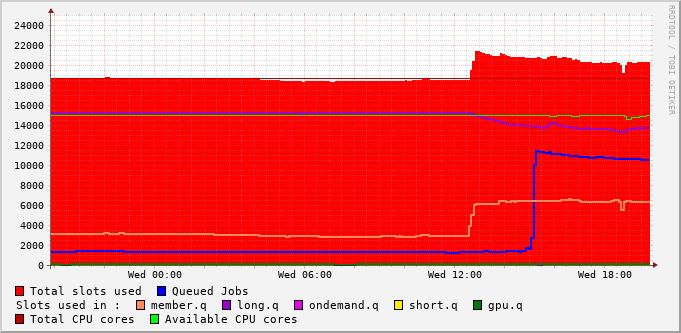 RRDTOOL / TOBI OETIKER
24000
22000
20000
18000
16000
14000
12000
10000
8000
6000
4000
2000
0
Wed 00:00 Wed 06:00 Wed 12:00 Wed 18:00
Total slots used Queued Jobs
Slots used in : member.q long.q ondemand.q short.q gpu.q
Total CPU cores Available CPU cores